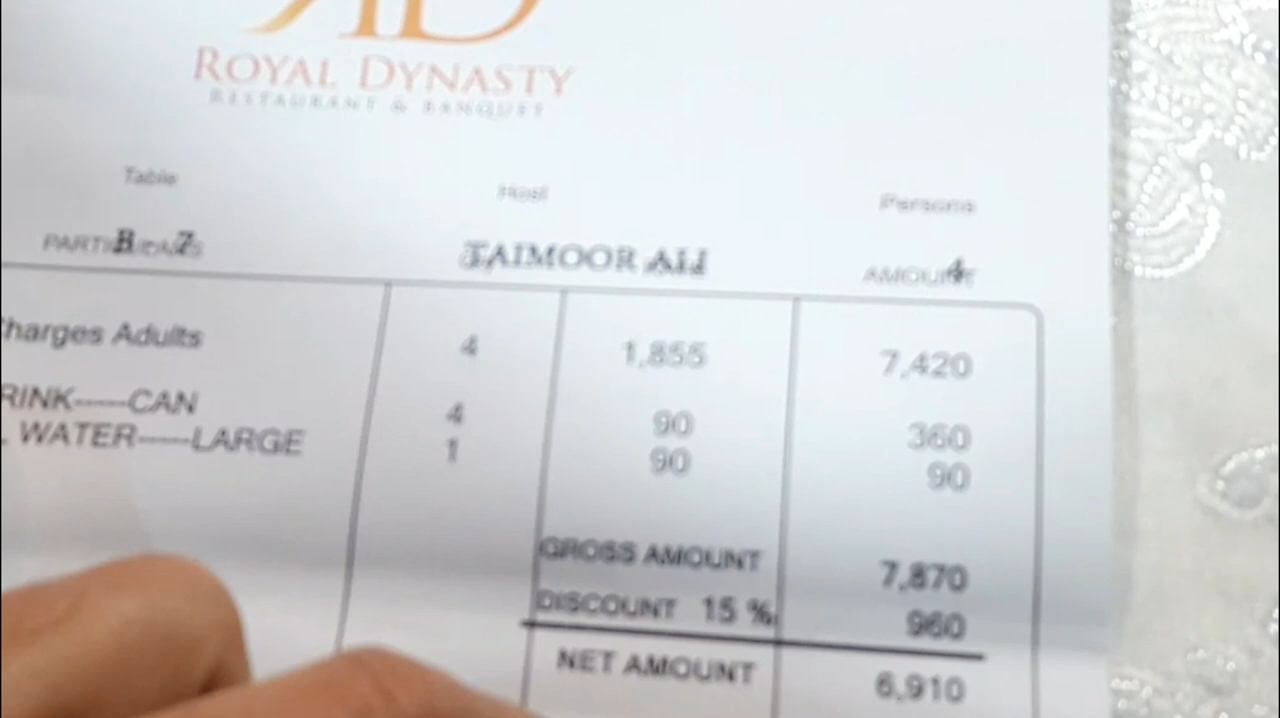 ROYAL DYNASTY
RESTAURANT & BANQUET
Table Host Persons
B - 7 TAIMOOR ALI 4
PARTICULARS AMOUNT
Charges Adults 4 1,855 7,420
RINK-----CAN 4 90 360
. WATER-----LARGE 1 90 90
GROSS AMOUNT 7,870
DISCOUNT 15 % 960
NET AMOUNT 6,910